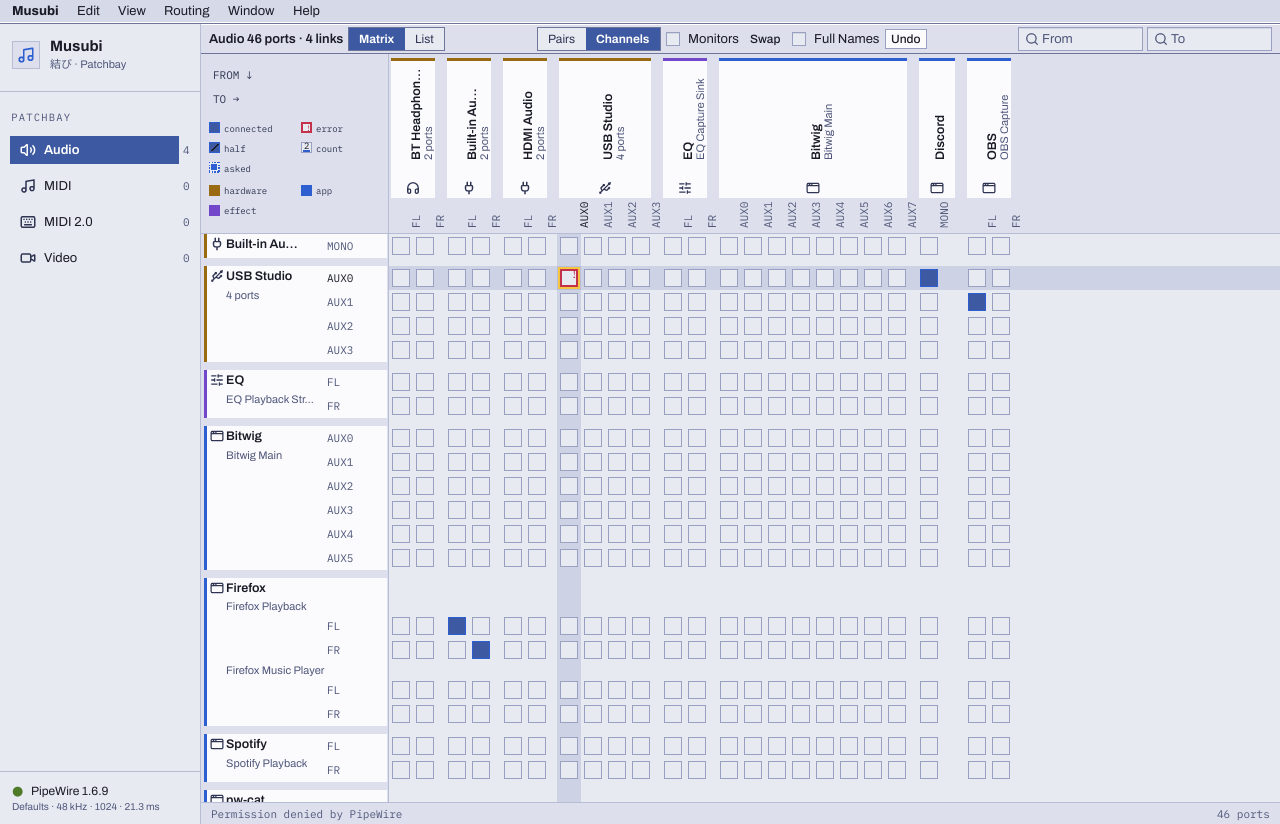 Musubi Edit View Routing Window Help
Musubi
結び · Patchbay
Audio 46 ports · 4 links Matrix List Pairs Channels Monitors Swap Full Names Undo From To
PATCHBAY
Audio 4
MIDI 0
MIDI 2.0 0
Video 0
PipeWire 1.6.9
Defaults · 48 kHz · 1024 · 21.3 ms
FROM ↓
TO →
connected error
half 2 count
asked
hardware app
effect
BT Headphon… 2 ports
Built-in Au… 2 ports
HDMI Audio 2 ports
USB Studio 4 ports
EQ EQ Capture Sink
Bitwig Bitwig Main
Discord
OBS OBS Capture
FL FR FL FR FL FR AUX0 AUX1 AUX2 AUX3 FL FR AUX0 AUX1 AUX2 AUX3 AUX4 AUX5 AUX6 AUX7 MONO FL FR
Built-in Au… MONO
USB Studio AUX0
4 ports AUX1
AUX2
AUX3
EQ FL
EQ Playback Str… FR
Bitwig AUX0
Bitwig Main AUX1
AUX2
AUX3
AUX4
AUX5
Firefox
Firefox Playback
FL
FR
Firefox Music Player
FL
FR
Spotify FL
Spotify Playback FR
pw-cat
Permission denied by PipeWire 46 ports